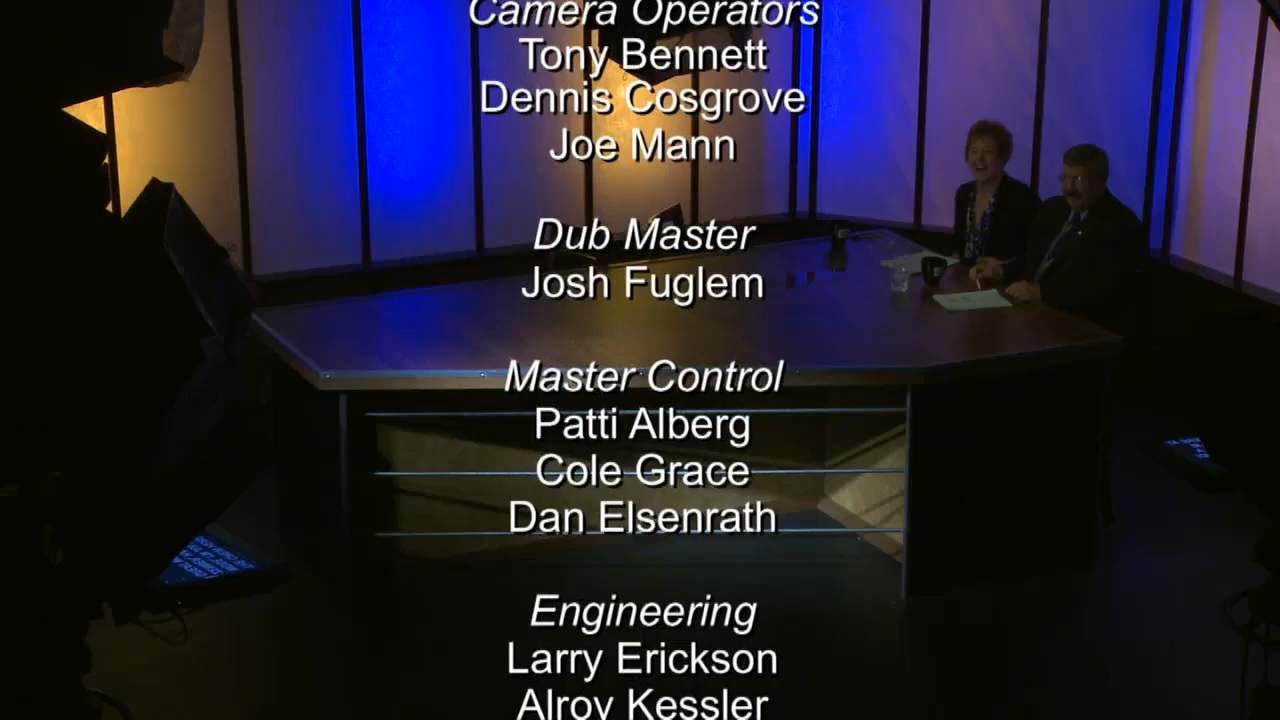 Camera Operators
Tony Bennett
Dennis Cosgrove
Joe Mann
Dub Master
Josh Fuglem
Master Control
Patti Alberg
Cole Grace
Dan Elsenrath
Engineering
Larry Erickson
Alroy Kessler